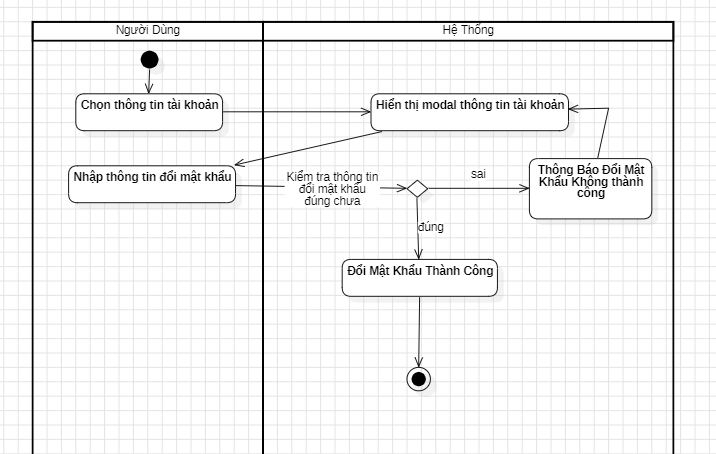 Người Dùng
Hệ Thống
Chọn thông tin tài khoản
Hiển thị modal thông tin tài khoản
Nhập thông tin đổi mật khẩu
Kiểm tra thông tin
đổi mật khẩu
đúng chưa
sai
Thông Báo Đổi Mật
Khẩu Không thành
công
đúng
Đổi Mật Khẩu Thành Công